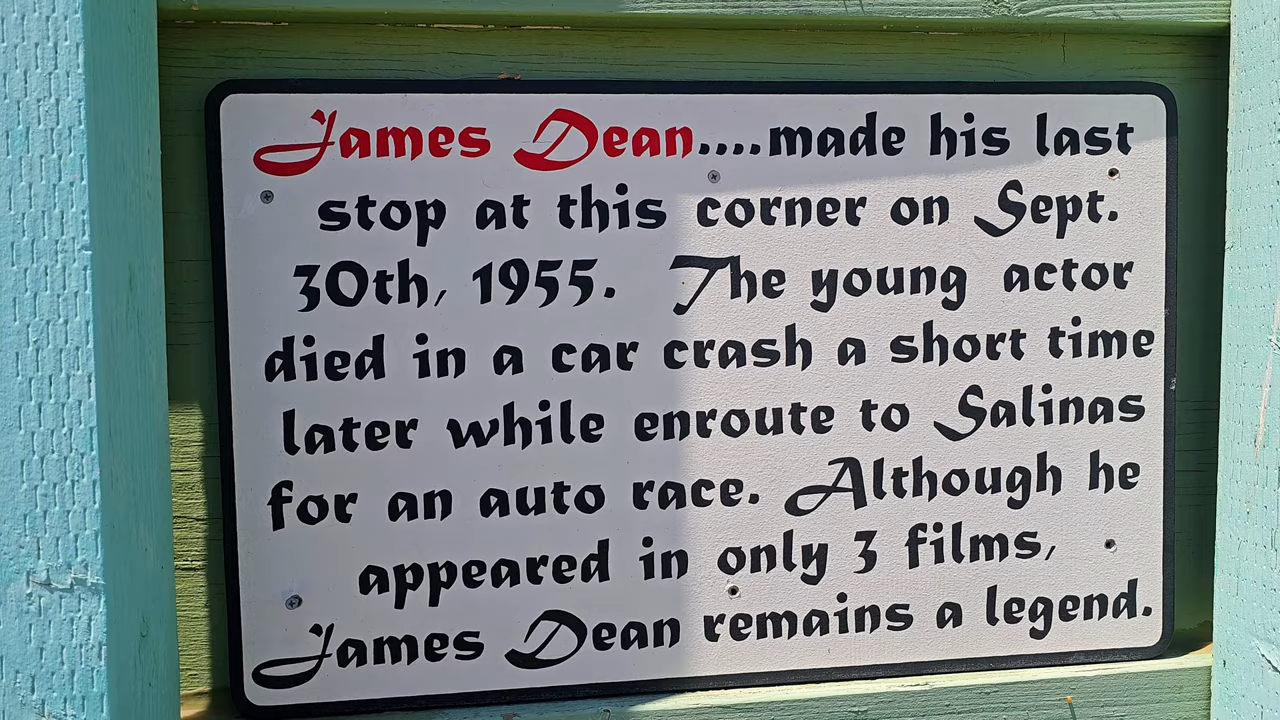 James Dean....made his last
stop at this corner on Sept.
30th, 1955. The young actor
died in a car crash a short time
later while enroute to Salinas
for an auto race. Although he
appeared in only 3 films,
James Dean remains a legend.